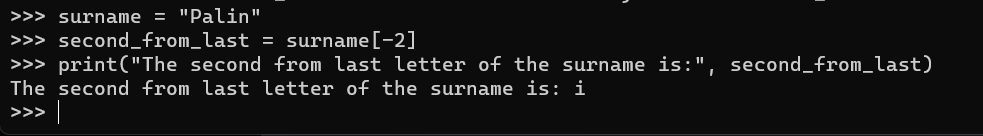 >>> surname = "Palin"
>>> second_from_last = surname[-2]
>>> print("The second from last letter of the surname is:", second_from_last)
The second from last letter of the surname is: i
>>>